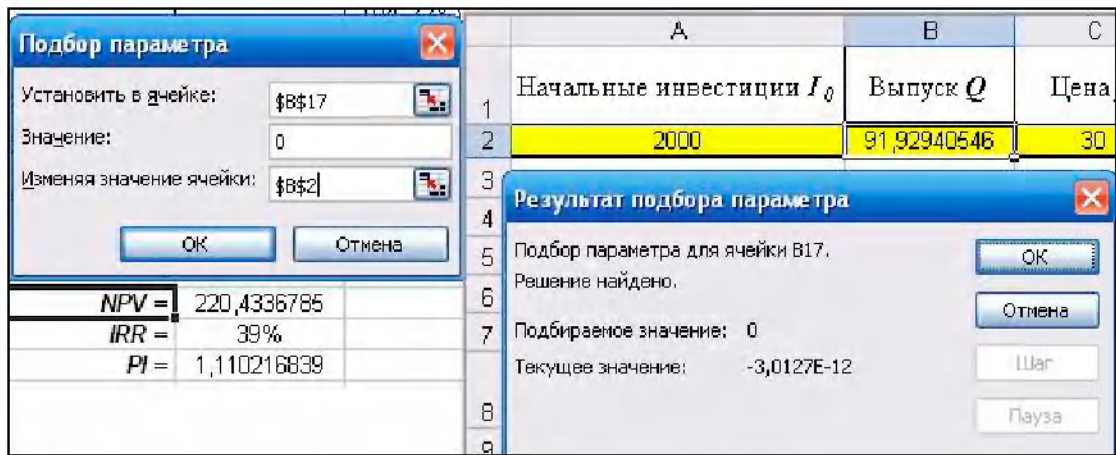 Подбор параметра
Установить в ячейке: $B$17
Значение: 0
Изменяя значение ячейки: $B$2
ОК Отмена
NPV = 220,4336785
IRR = 39%
PI = 1,110216839
A B C
1 Начальные инвестиции I0 Выпуск Q Цена
2 2000 91,92940546 30
3
4
5
6
7
8
9
Результат подбора параметра
Подбор параметра для ячейки B17.
Решение найдено.
Подбираемое значение: 0
Текущее значение: -3,0127E-12
ОК
Отмена
Шаг
Пауза